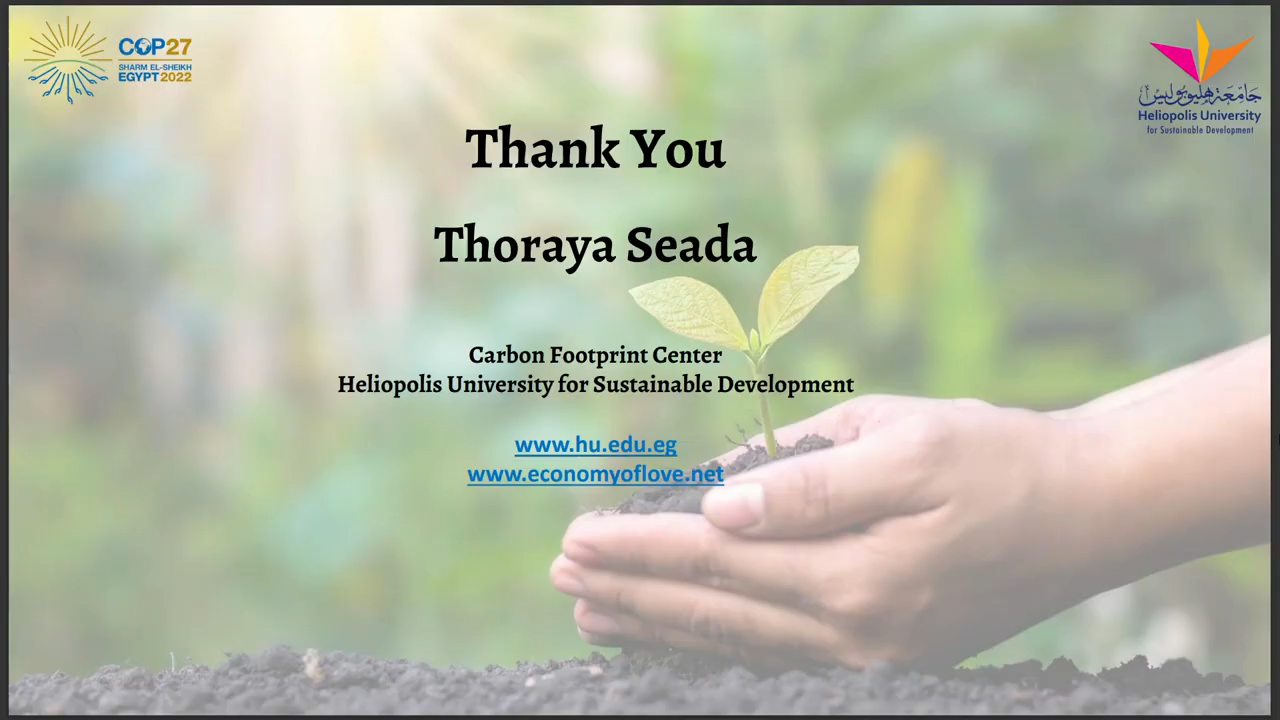 COP27
SHARM EL-SHEIKH
EGYPT 2022
جامعة هليوبوليس
Heliopolis University
for Sustainable Development
Thank You
Thoraya Seada
Carbon Footprint Center
Heliopolis University for Sustainable Development
www.hu.edu.eg
www.economyoflove.net